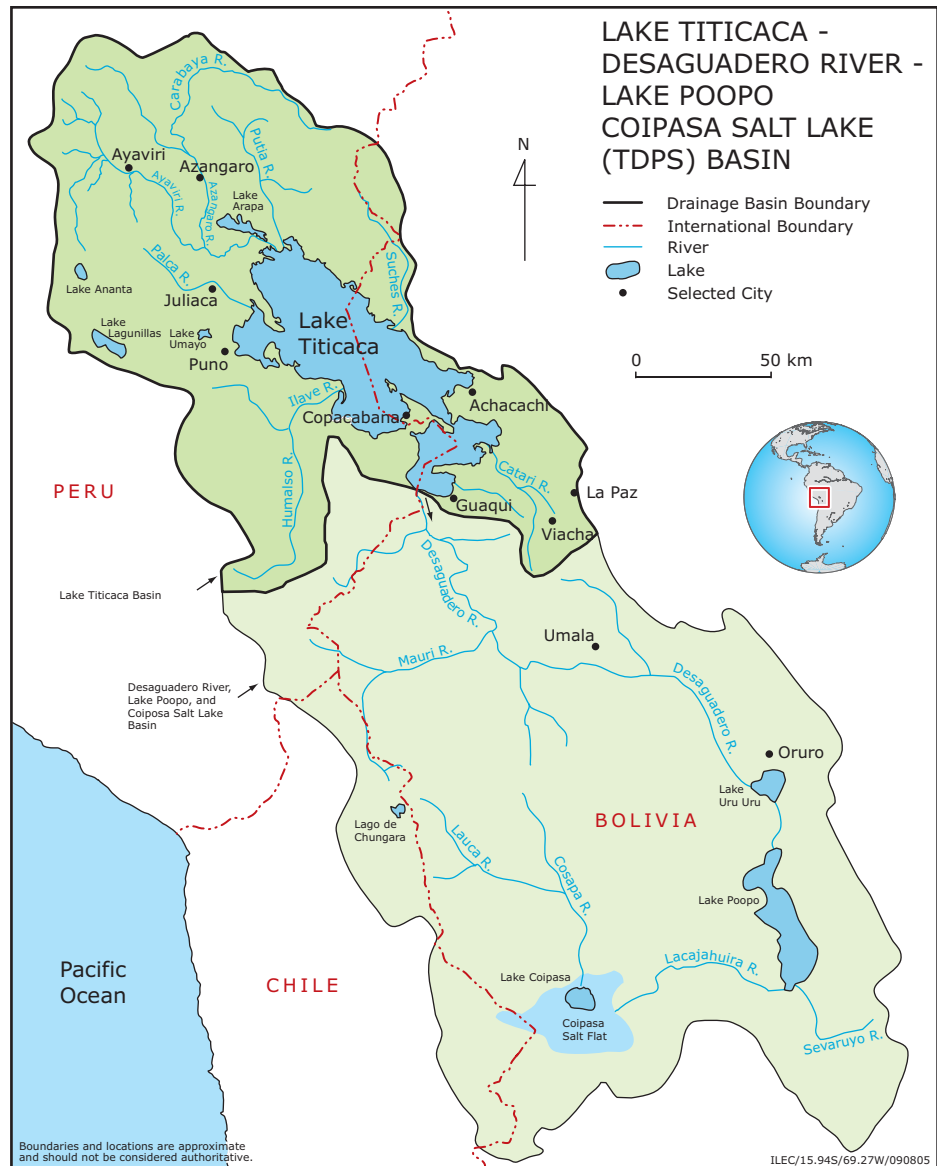 LAKE TITICACA -
DESAGUADERO RIVER -
LAKE POOPO
COIPASA SALT LAKE
(TDPS) BASIN
N
Drainage Basin Boundary
International Boundary
River
Lake
Selected City
0 50 km
Carabaya R.
Putia R.
Ayaviri
Azangaro
Ayaviri R.
Azangaro R.
Lake
Arapa
Suches R.
Palca R.
Lake Ananta
Juliaca
Lake
Lagunillas
Lake
Umayo
Puno
Lake
Titicaca
Ilave R.
Copacabana
Achacachi
Humalso R.
Catari R.
La Paz
Guaqui
Viacha
PERU
Lake Titicaca Basin
Desaguadero R.
Umala
Mauri R.
Desaguadero River,
Lake Poopo, and
Coiposa Salt Lake
Basin
Desaguadero R.
Oruro
Lake
Uru Uru
BOLIVIA
Lago de
Chungara
Lauca R.
Cosapa R.
Lake Poopo
Pacific
Ocean
CHILE
Lake Coipasa
Lacajahuira R.
Coipasa
Salt Flat
Sevaruyo R.
Boundaries and locations are approximate
and should not be considered authoritative.
ILEC/15.94S/69.27W/090805